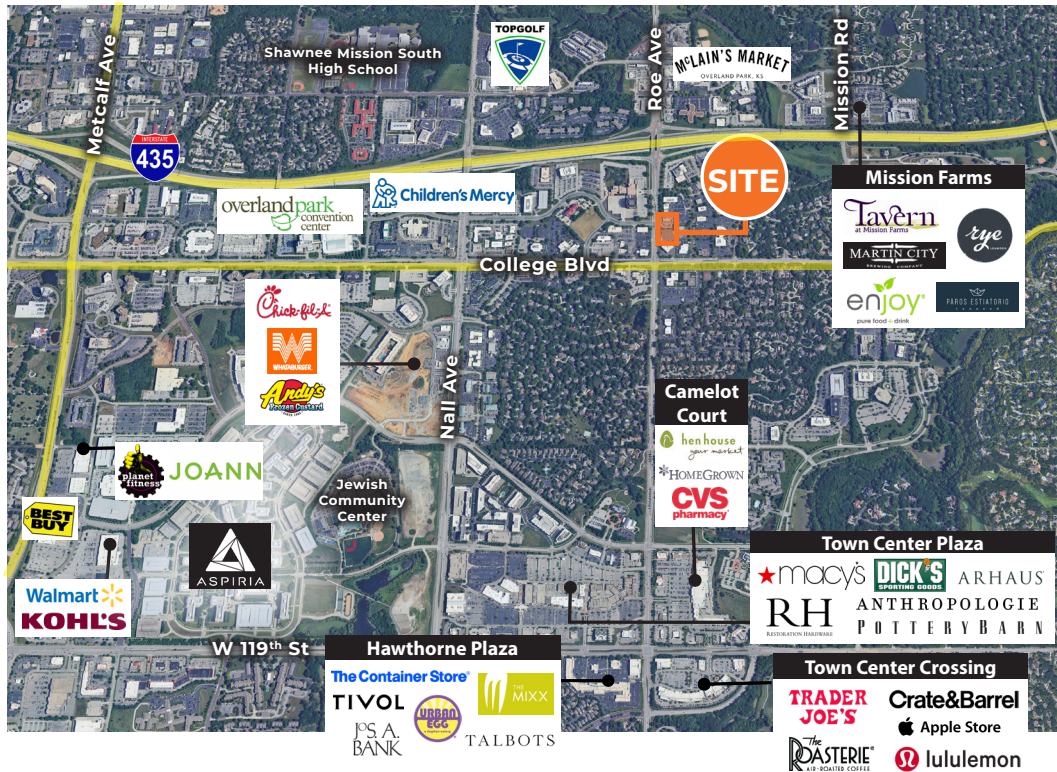 Metcalf Ave
Shawnee Mission South
High School
TOPGOLF
Roe Ave
McLAIN'S MARKET
OVERLAND PARK, KS
Mission Rd
INTERSTATE
435
overlandpark
convention
center
Children's Mercy
SITE
College Blvd
Mission Farms
Tavern
at Mission Farms
rye
MARTIN CITY
BREWING COMPANY
enjoy
pure food + drink
PAROS ESTIATORIO
Chick-fil-A
WHATABURGER
Andy's
Frozen Custard
Nall Ave
Camelot
Court
hen house
your market
HOMEGROWN
CVS
pharmacy
planet
fitness
JOANN
BEST
BUY
Jewish
Community
Center
ASPIRIA
Walmart
KOHL'S
Town Center Plaza
macy's
DICK'S
SPORTING GOODS
ARHAUS
RH
RESTORATION HARDWARE
ANTHROPOLOGIE
POTTERYBARN
W 119th St
Hawthorne Plaza
The Container Store®
TIVOL
URBAN
EGG
THE
MIXX
JOS. A.
BANK
TALBOTS
Town Center Crossing
TRADER
JOE'S
Crate&Barrel
Apple Store
The
ROASTERIE
AIR-ROASTED COFFEE
lululemon